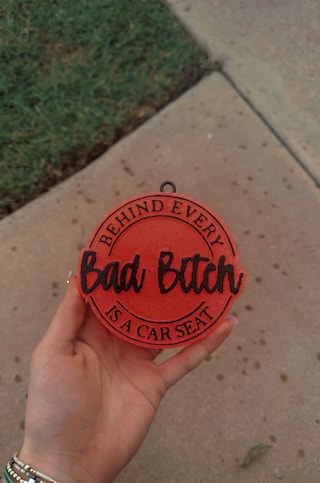 BEHIND EVERY
Bad Bitch
IS A CAR SEAT